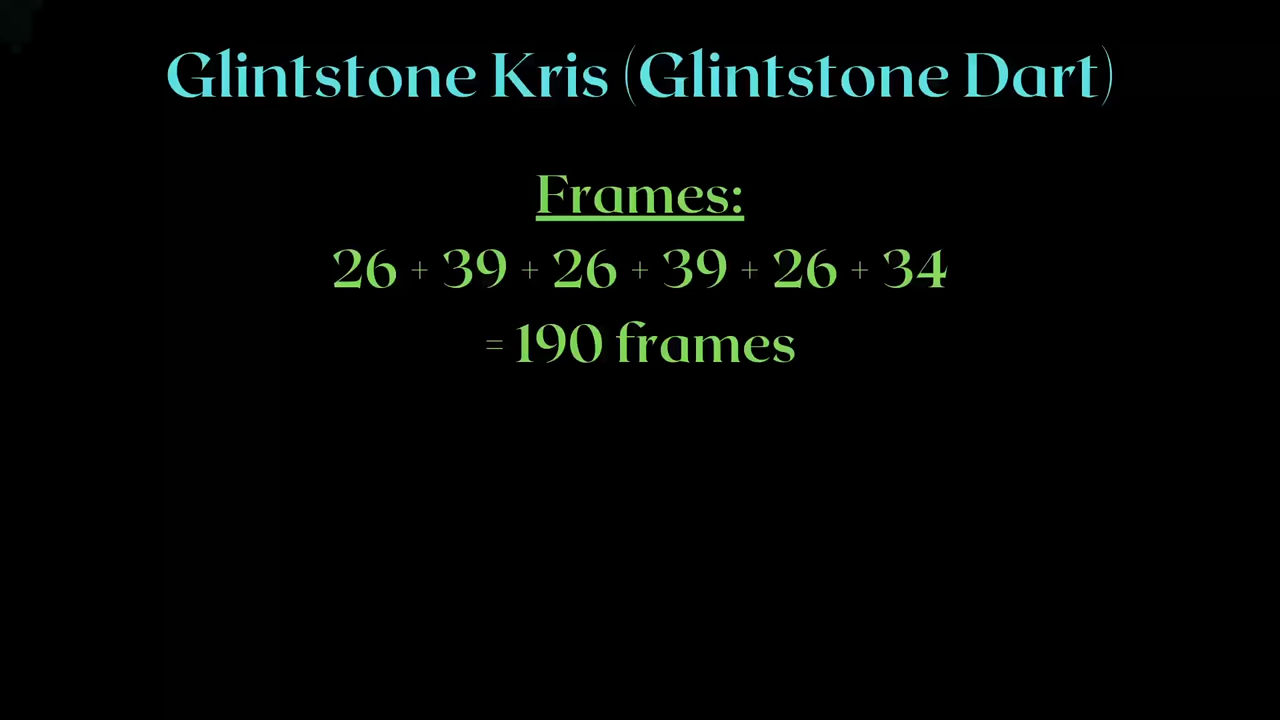 Glintstone Kris (Glintstone Dart)
Frames:
26 + 39 + 26 + 39 + 26 + 34
= 190 frames